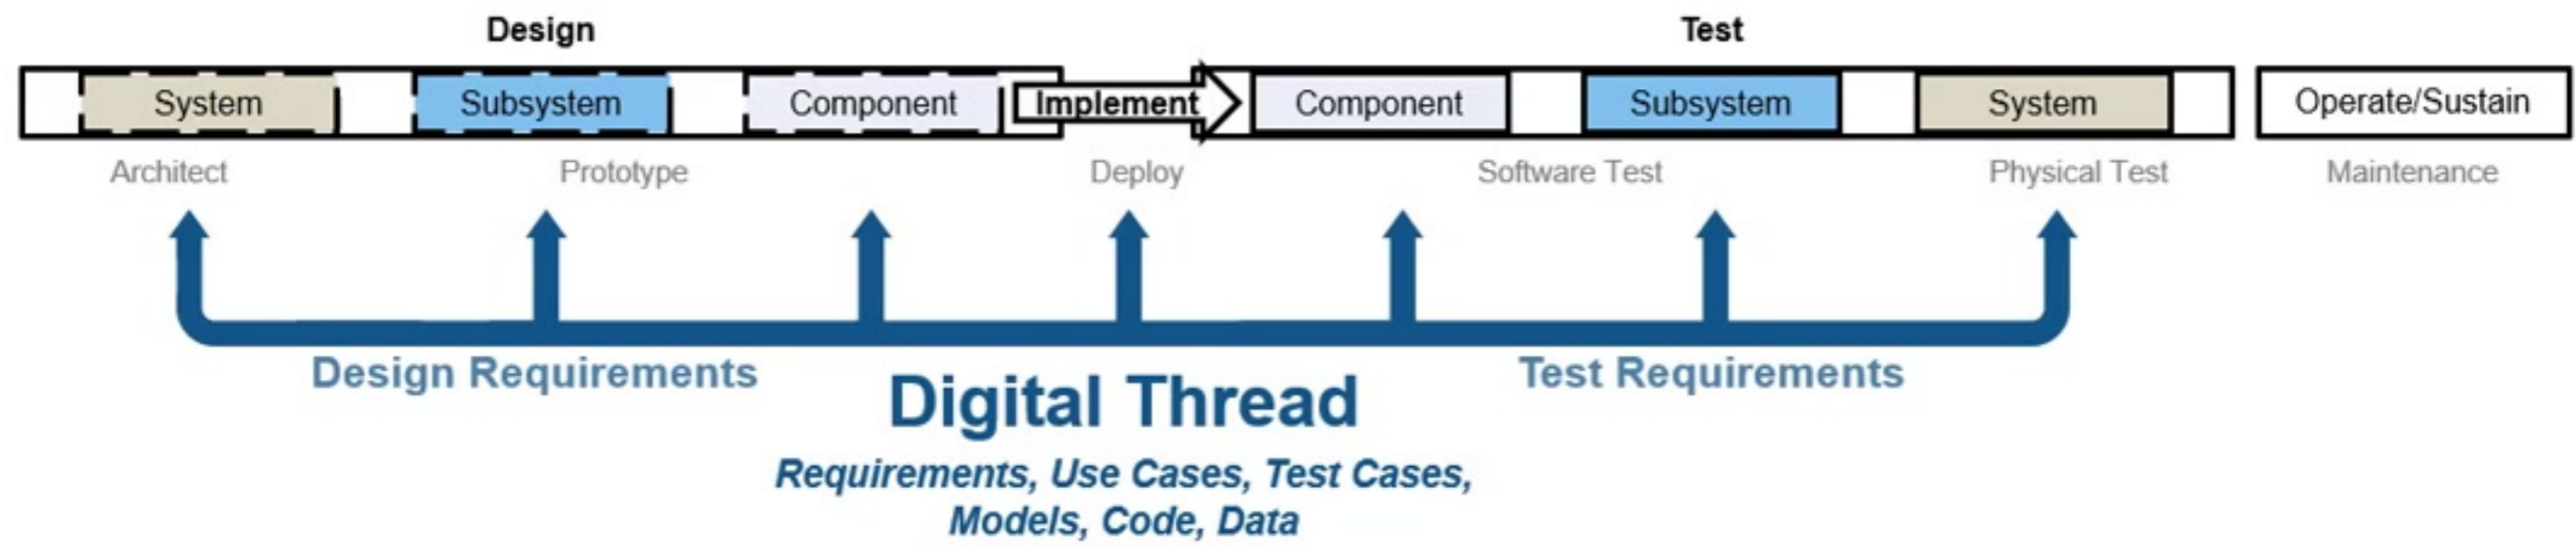 Design
Test
System
Subsystem
Component
Implement
Component
Subsystem
System
Operate/Sustain
Architect
Prototype
Deploy
Software Test
Physical Test
Maintenance
Design Requirements
Test Requirements
Digital Thread
Requirements, Use Cases, Test Cases,
Models, Code, Data